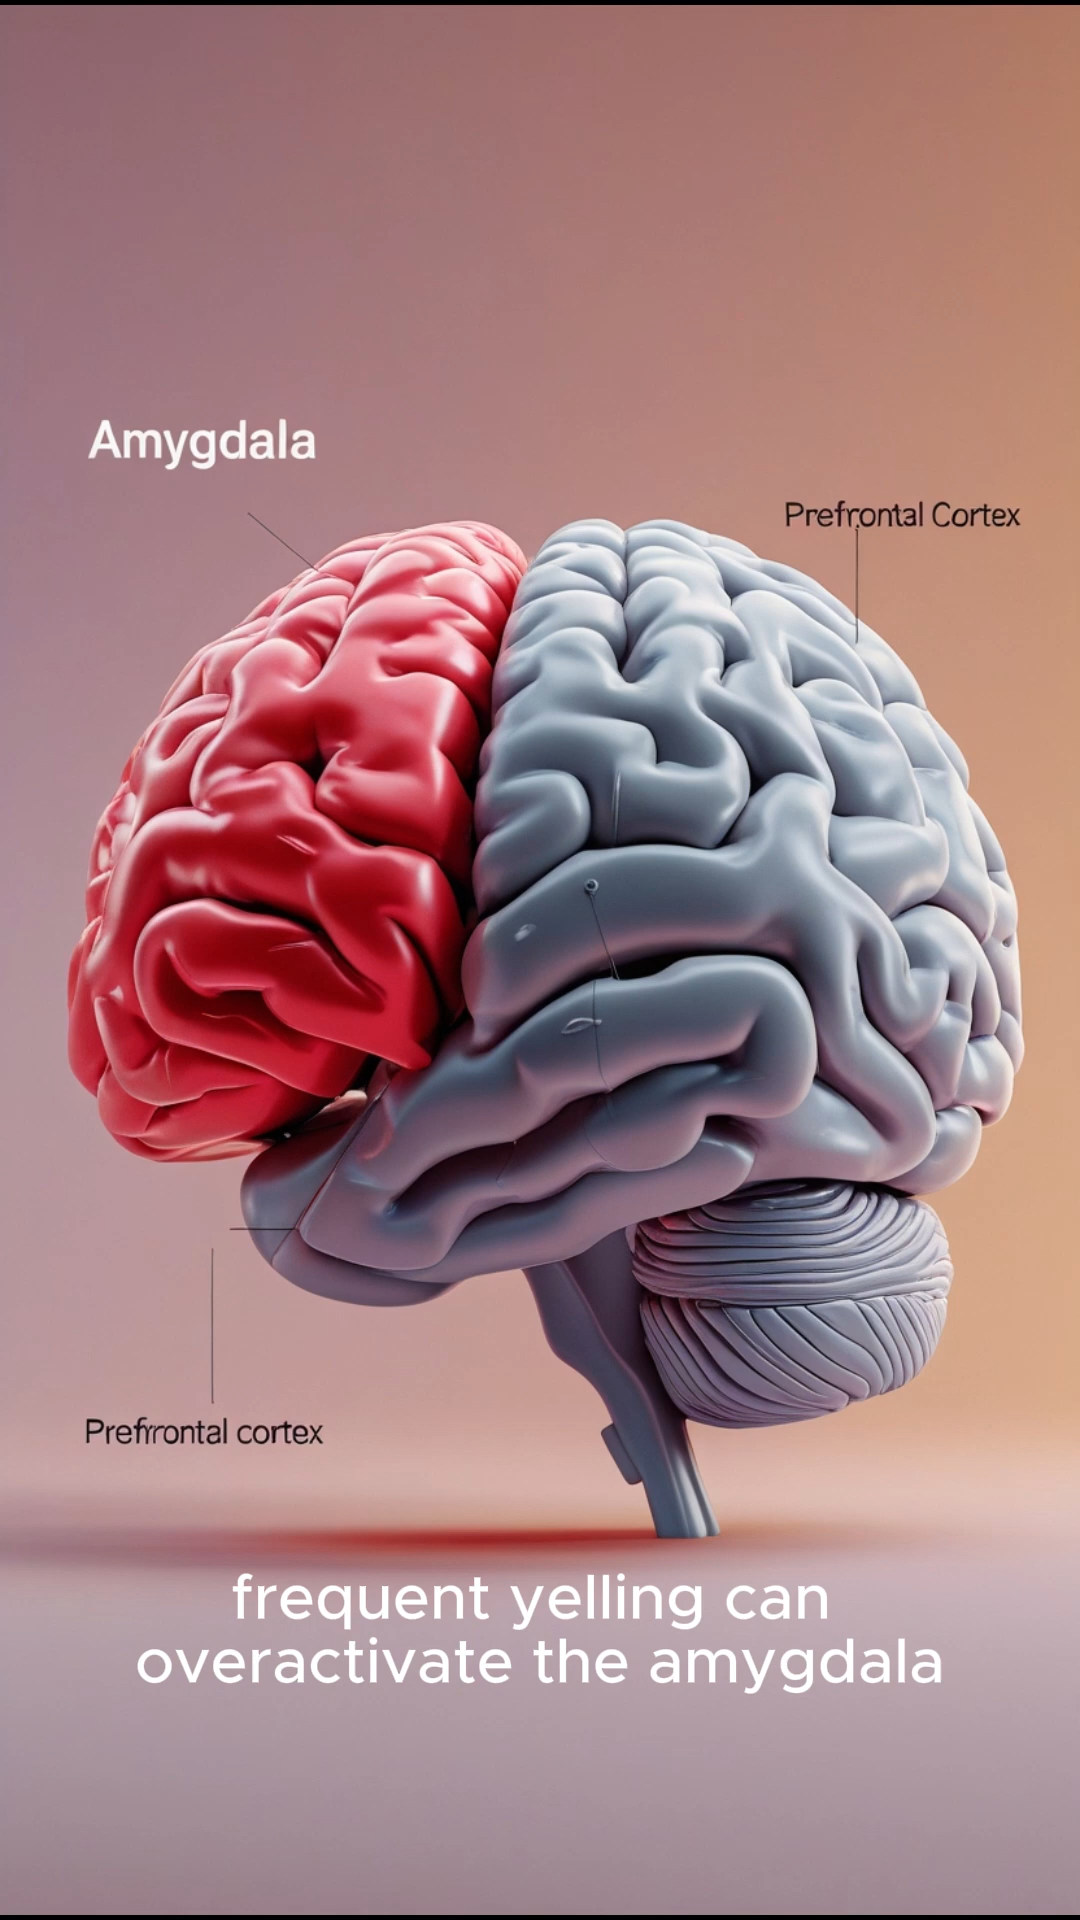 Amygdala
Prefrontal Cortex
Prefrrontal cortex
frequent yelling can
overactivate the amygdala